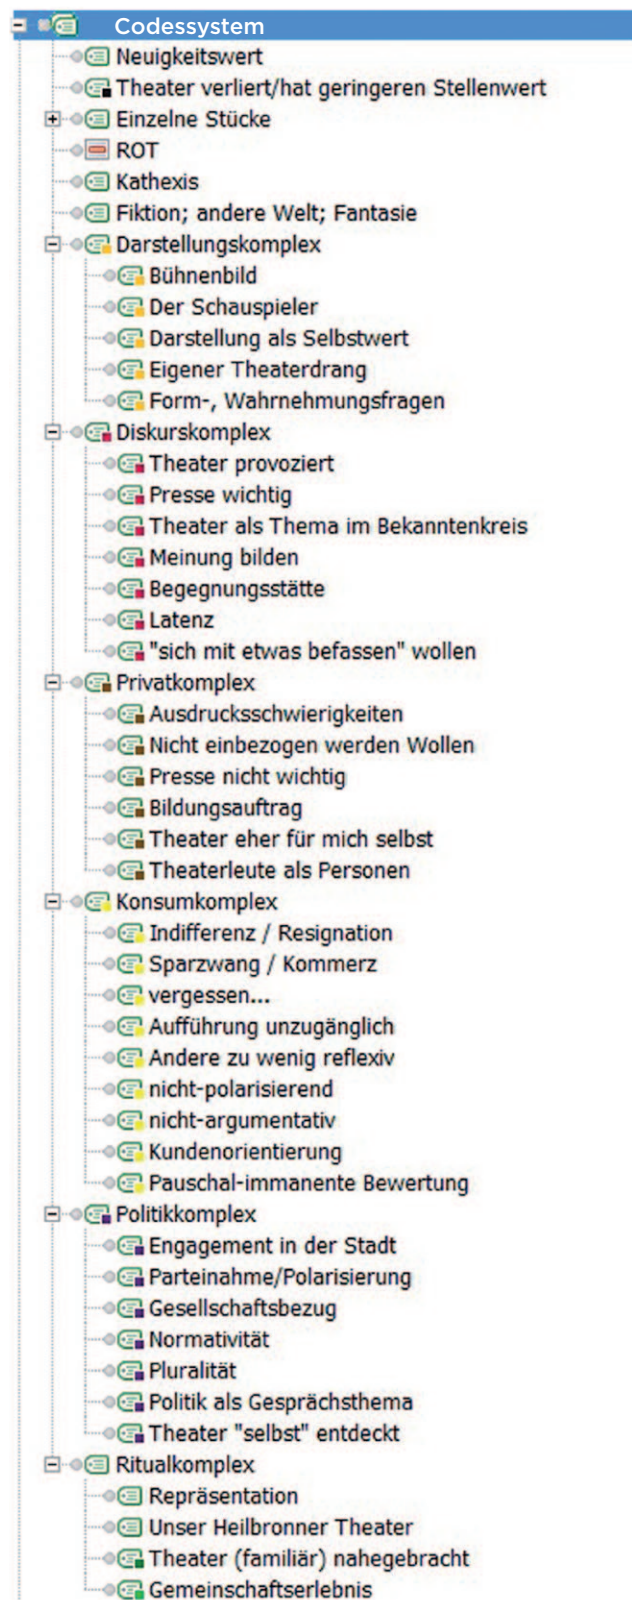 Codessystem
Neuigkeitswert
Theater verliert/hat geringeren Stellenwert
Einzelne Stücke
ROT
Kathexis
Fiktion; andere Welt; Fantasie
Darstellungskomplex
Bühnenbild
Der Schauspieler
Darstellung als Selbstwert
Eigener Theaterdrang
Form-, Wahrnehmungsfragen
Diskurskomplex
Theater provoziert
Presse wichtig
Theater als Thema im Bekanntenkreis
Meinung bilden
Begegnungsstätte
Latenz
"sich mit etwas befassen" wollen
Privatkomplex
Ausdrucksschwierigkeiten
Nicht einbezogen werden Wollen
Presse nicht wichtig
Bildungsauftrag
Theater eher für mich selbst
Theaterleute als Personen
Konsumkomplex
Indifferenz / Resignation
Sparzwang / Kommerz
vergessen...
Aufführung unzugänglich
Andere zu wenig reflexiv
nicht-polarisierend
nicht-argumentativ
Kundenorientierung
Pauschal-immanente Bewertung
Politikkomplex
Engagement in der Stadt
Parteinahme/Polarisierung
Gesellschaftsbezug
Normativität
Pluralität
Politik als Gesprächsthema
Theater "selbst" entdeckt
Ritualkomplex
Repräsentation
Unser Heilbronner Theater
Theater (familiär) nahegebracht
Gemeinschaftserlebnis